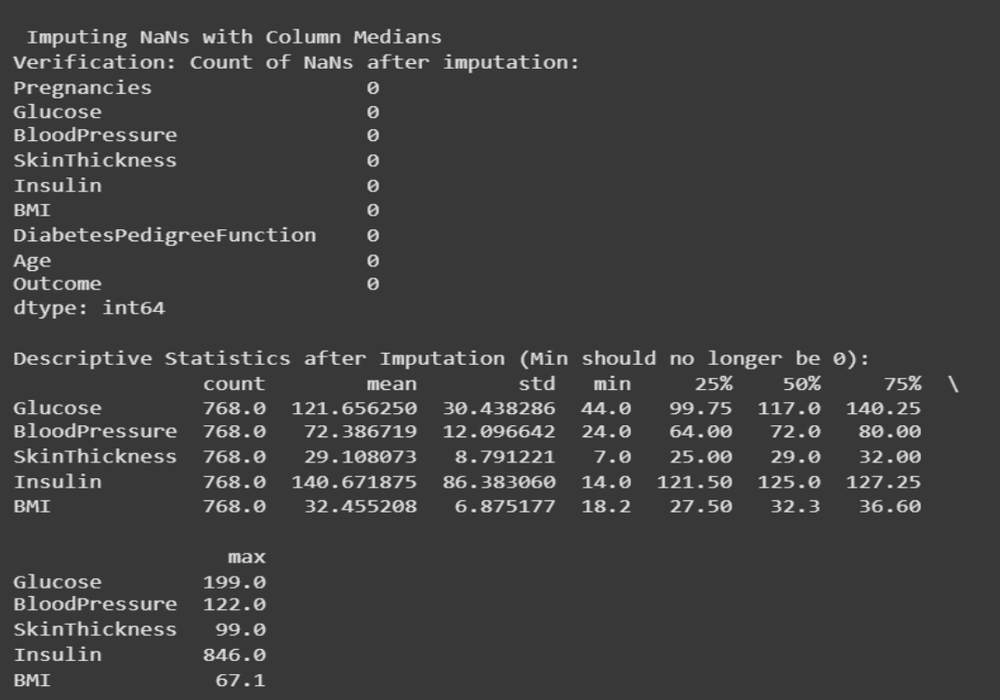 Imputing NaNs with Column Medians
Verification: Count of NaNs after imputation:
Pregnancies                 0
Glucose                     0
BloodPressure               0
SkinThickness               0
Insulin                     0
BMI                         0
DiabetesPedigreeFunction    0
Age                         0
Outcome                     0
dtype: int64

Descriptive Statistics after Imputation (Min should no longer be 0):
               count        mean        std   min     25%    50%     75%  \
Glucose        768.0  121.656250  30.438286  44.0   99.75  117.0  140.25
BloodPressure  768.0   72.386719  12.096642  24.0   64.00   72.0   80.00
SkinThickness  768.0   29.108073   8.791221   7.0   25.00   29.0   32.00
Insulin        768.0  140.671875  86.383060  14.0  121.50  125.0  127.25
BMI            768.0   32.455208   6.875177  18.2   27.50   32.3   36.60

                 max
Glucose        199.0
BloodPressure  122.0
SkinThickness   99.0
Insulin        846.0
BMI             67.1